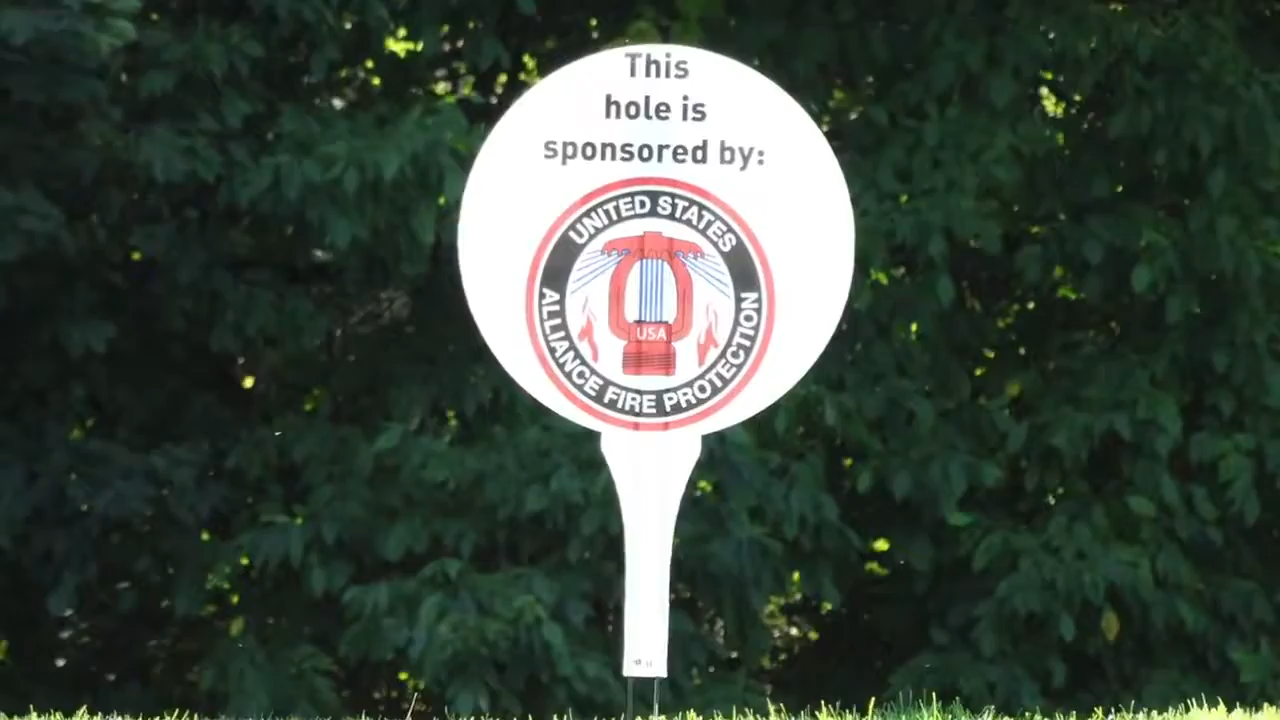 This
hole is
sponsored by:
UNITED STATES
USA
ALLIANCE FIRE PROTECTION